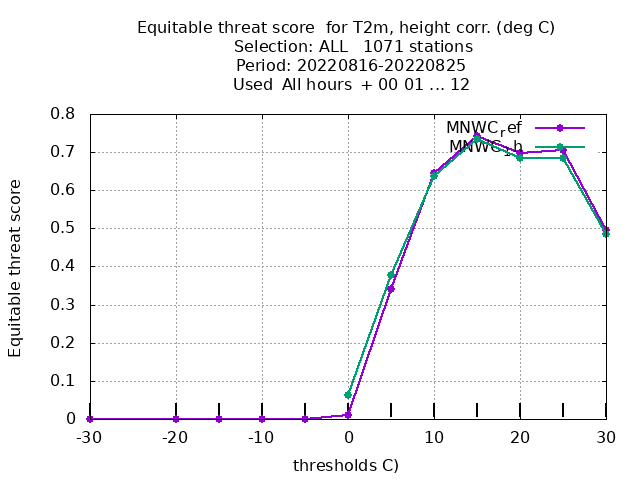 Equitable threat score for T2m, height corr. (deg C)
Selection: ALL 1071 stations
Period: 20220816-20220825
Used All hours + 00 01 ... 12
MNWC_ref
0.8
0.7
0.6
0.5
0.4
0.3
0.2
0.1
0
Equitable threat score
-30
-20
-10
0
10
20
30
thresholds C)